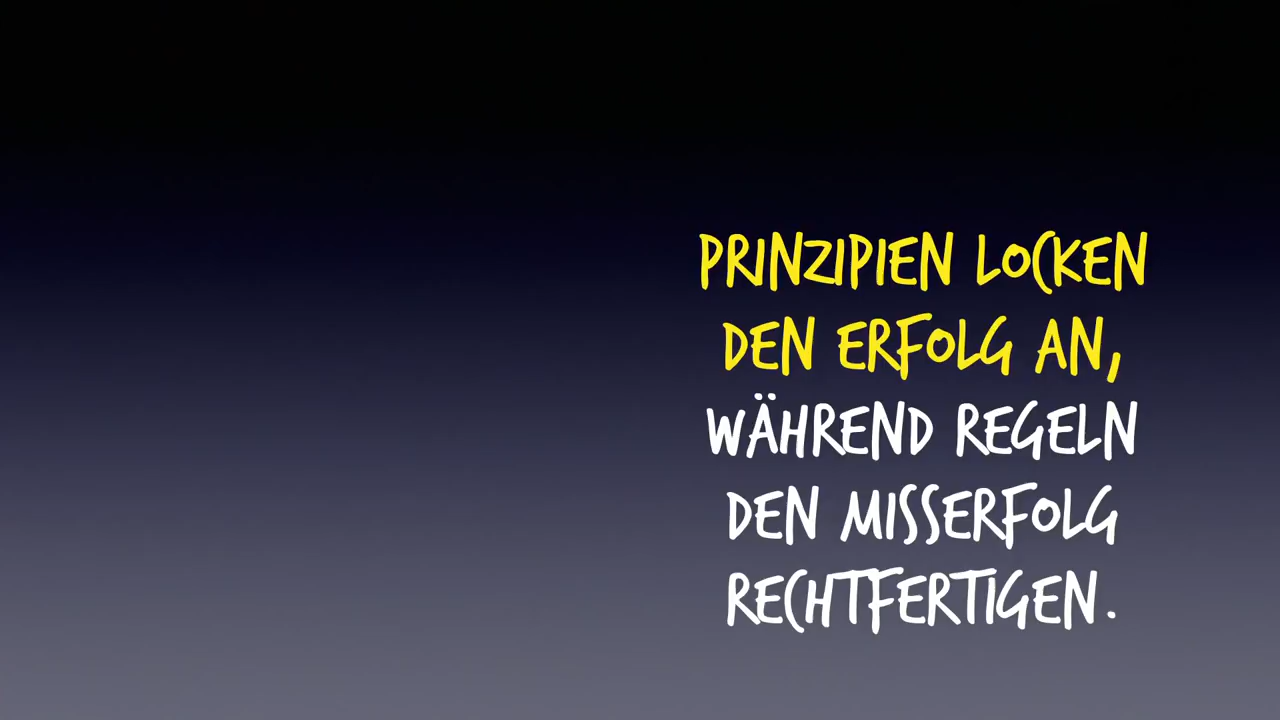 PRINZIPIEN LOCKEN
DEN ERFOLG AN,
WÄHREND REGELN
DEN MISSERFOLG
RECHTFERTIGEN.